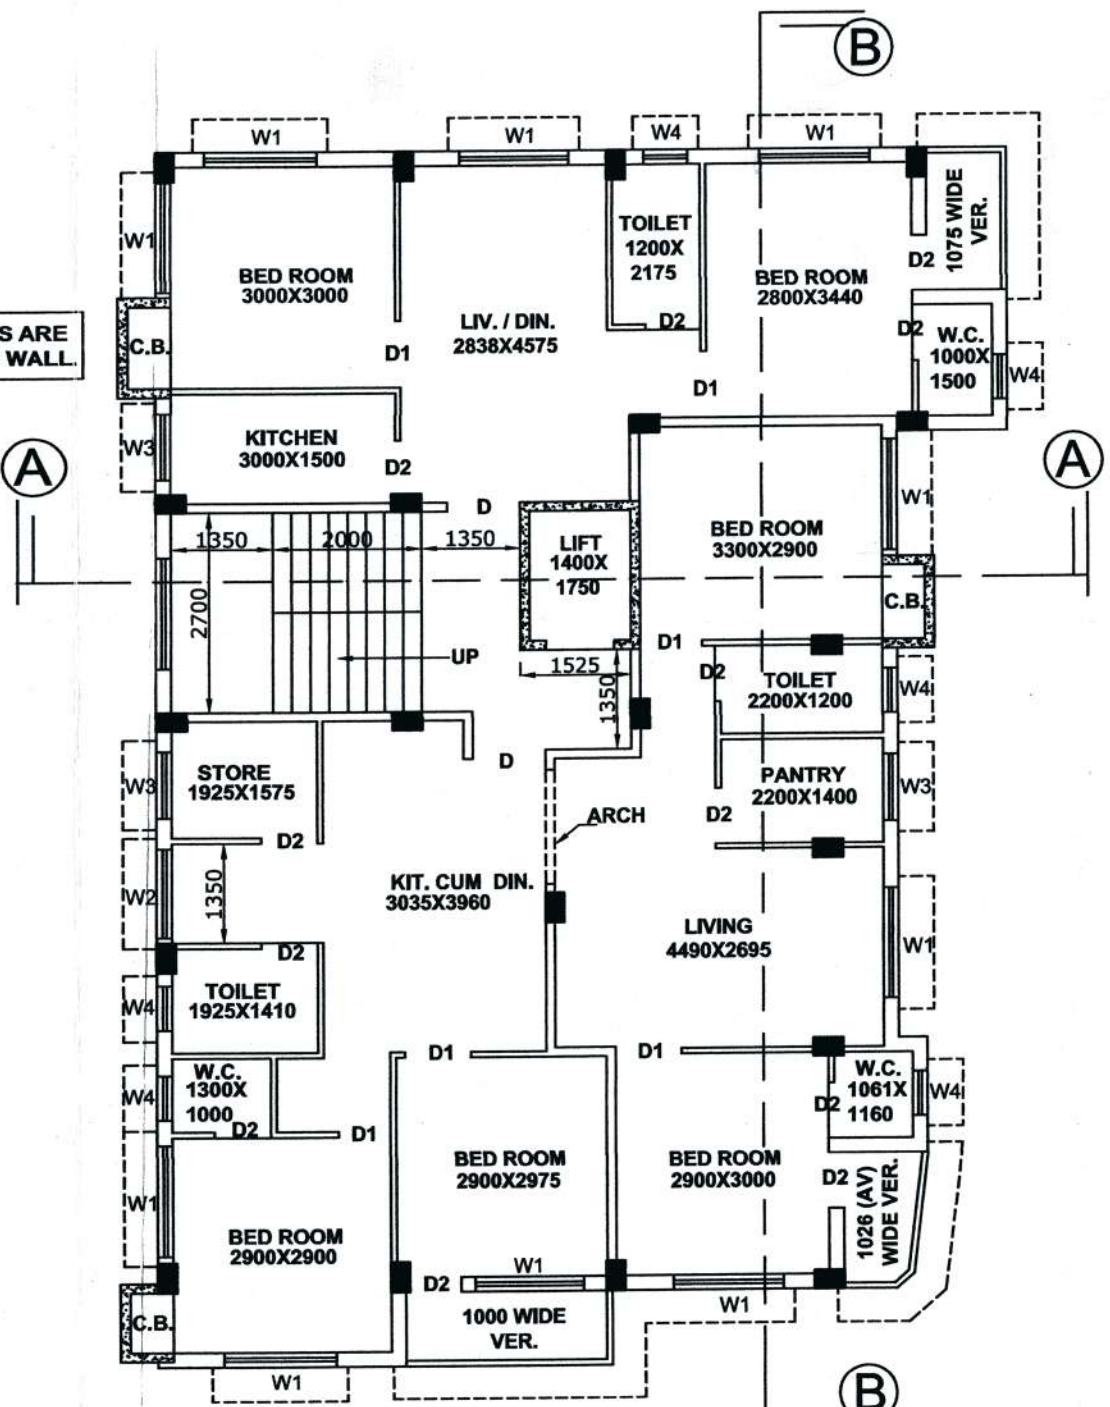 B
W1
W1
W4
W1
W1
BED ROOM
3000X3000
TOILET
1200X
2175
D2
BED ROOM
2800X3440
1075 WIDE
VER.
D2
LIV. / DIN.
2838X4575
S ARE
WALL.
C.B.
D1
D1
D2
W.C.
1000X
1500
W4
W3
KITCHEN
3000X1500
D2
A
A
D
W1
1350
2000
1350
LIFT
1400X
1750
BED ROOM
3300X2900
C.B.
2700
UP
1525
1350
D1
D2
TOILET
2200X1200
W4
W3
STORE
1925X1575
D
PANTRY
2200X1400
W3
D2
ARCH
D2
W2
1350
KIT. CUM DIN.
3035X3960
LIVING
4490X2695
W1
D2
TOILET
1925X1410
W4
D1
D1
W4
W.C.
1300X
1000
D2
D1
W.C.
1061X
1160
D2
W4
W1
BED ROOM
2900X2900
BED ROOM
2900X2975
BED ROOM
2900X3000
D2
1026 (AV)
WIDE VER.
W1
D2
C.B.
1000 WIDE
VER.
W1
W1
B